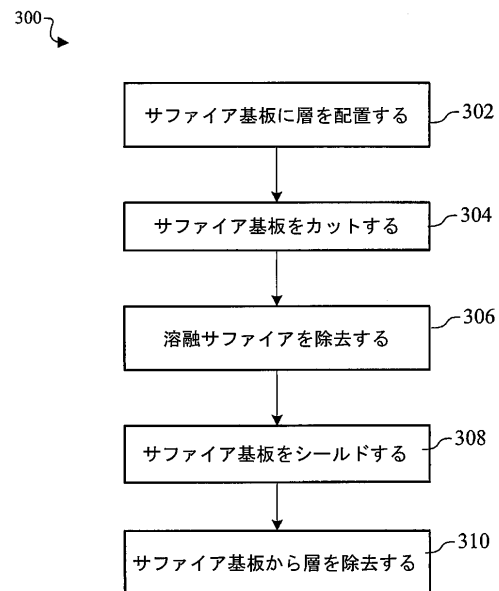 300
サファイア基板に層を配置する
302
サファイア基板をカットする
304
溶融サファイアを除去する
306
サファイア基板をシールドする
308
サファイア基板から層を除去する
310